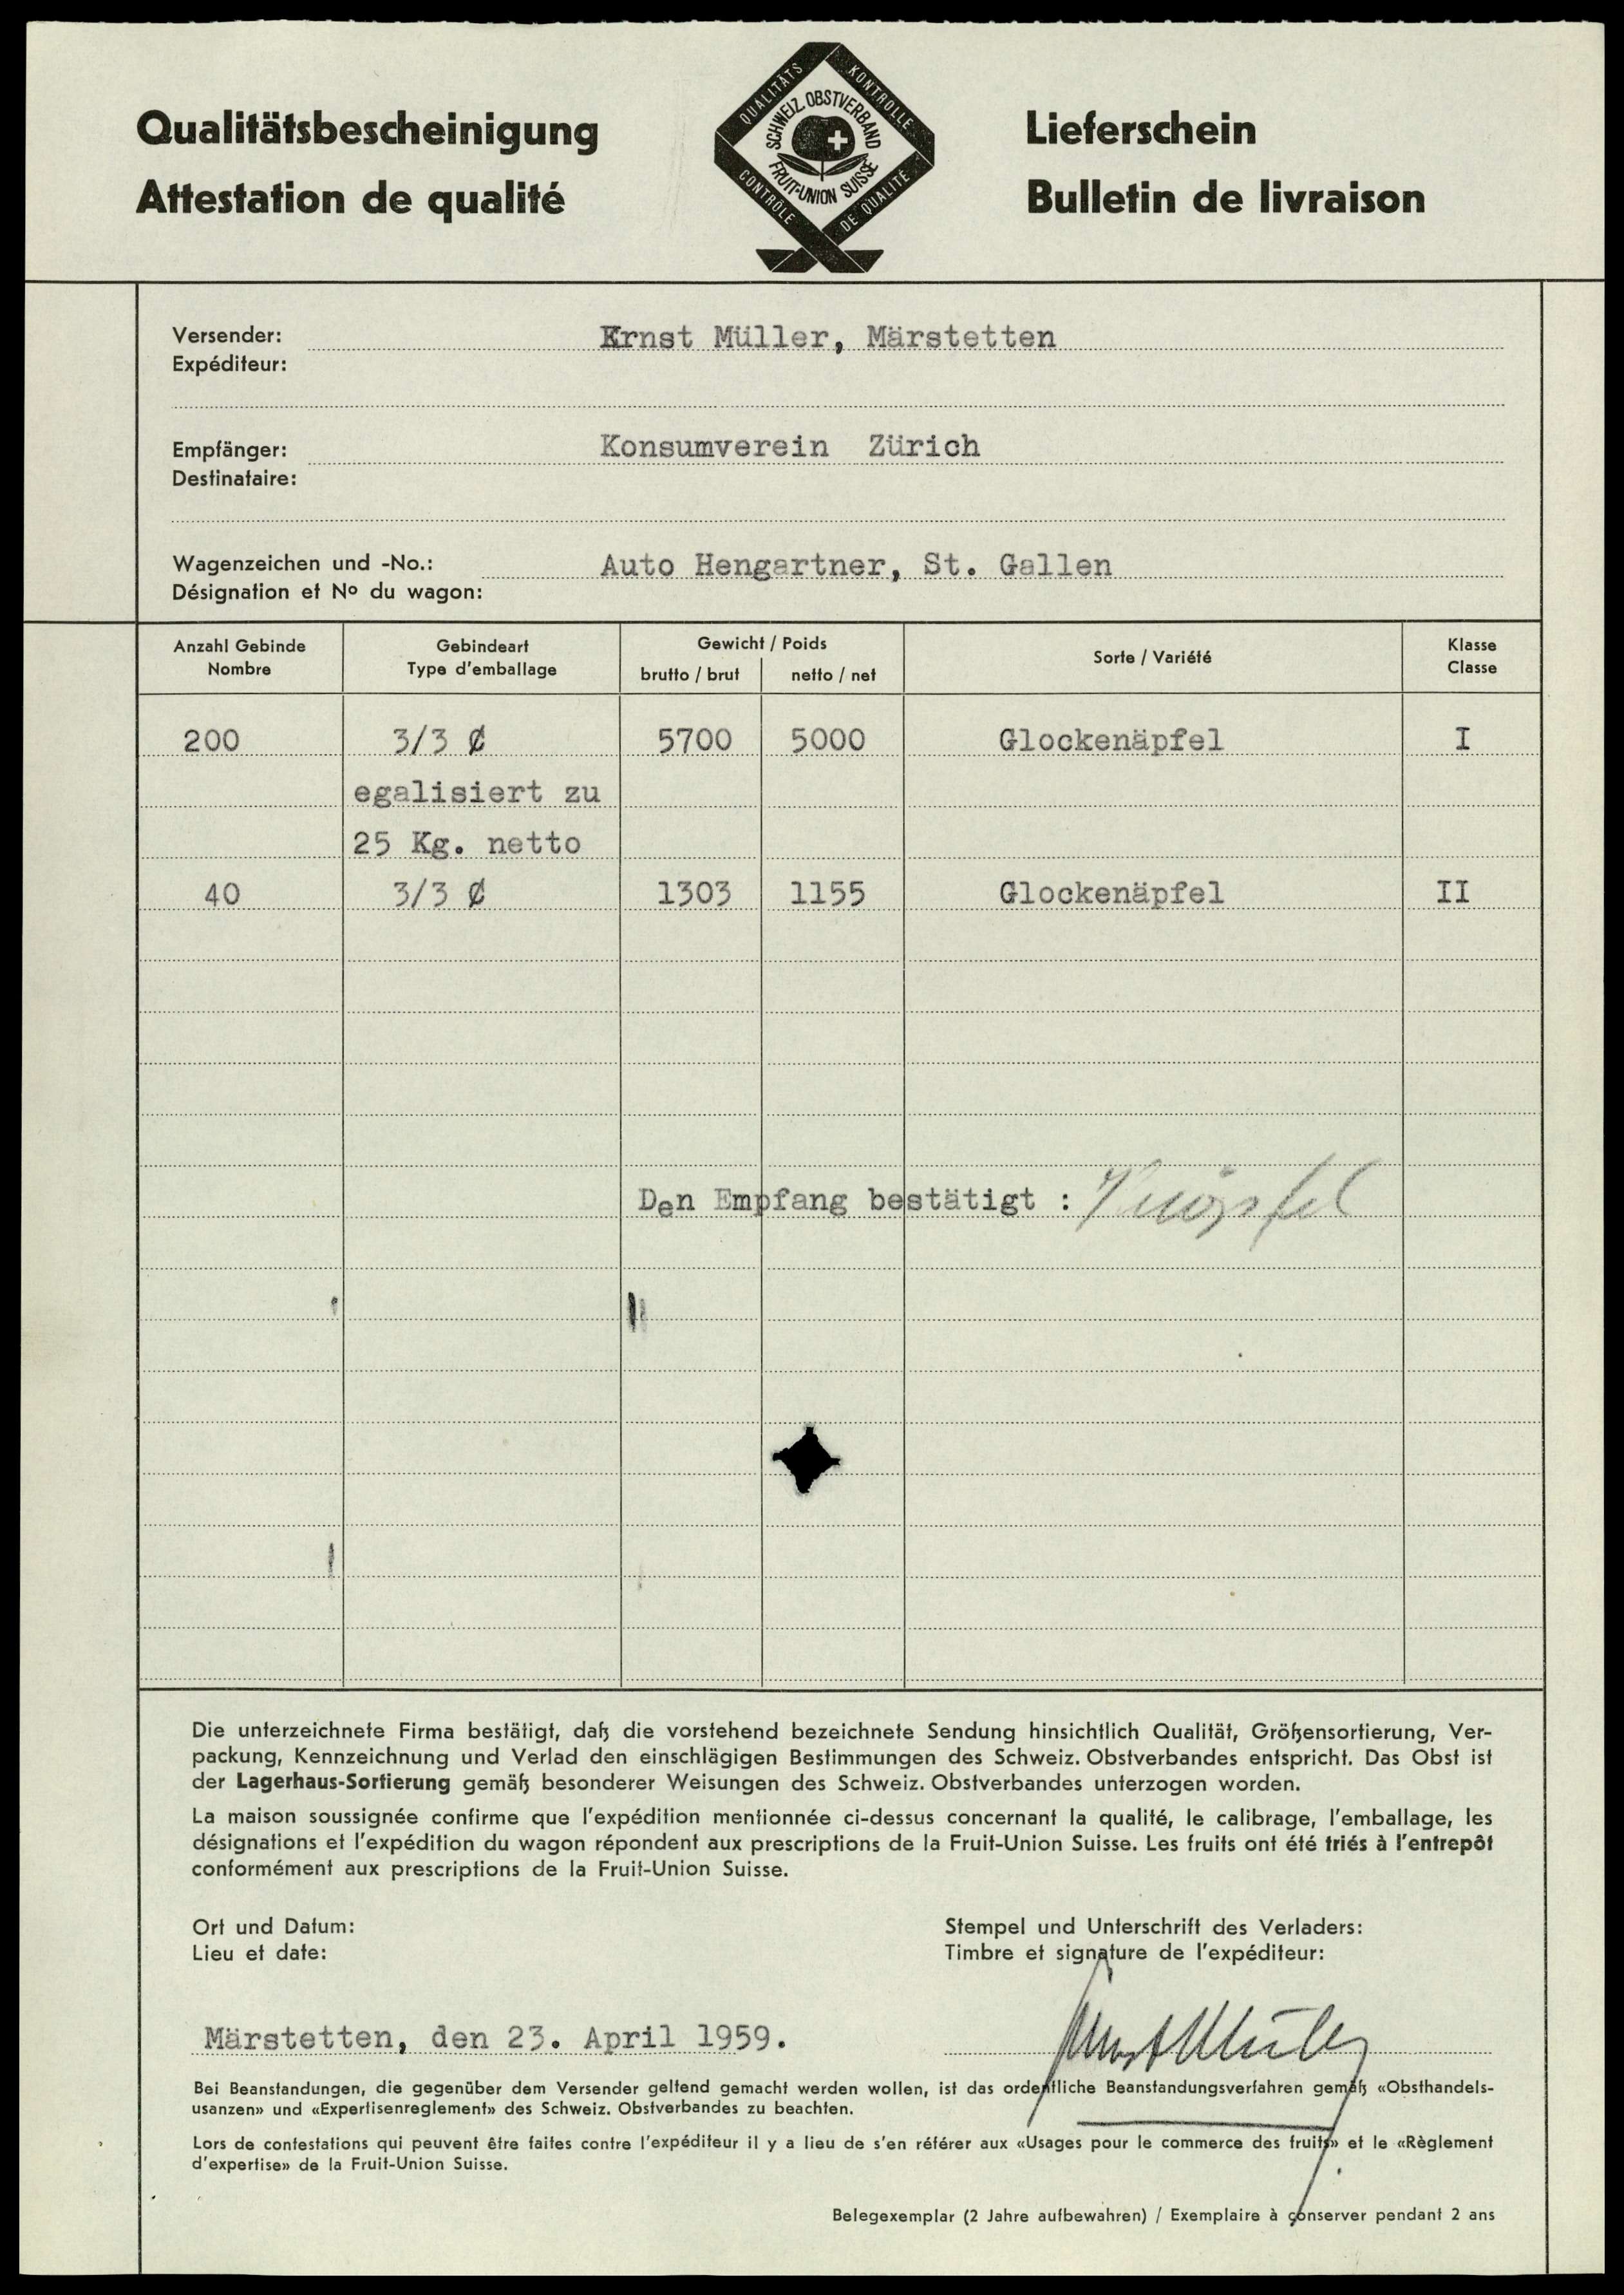 Qualitätsbescheinigung
Attestation de qualité
QUALITÄTS KONTROLLE
SCHWEIZ. OBSTVERBAND
FRUIT-UNION SUISSE
CONTRÔLE DE QUALITÉ
Lieferschein
Bulletin de livraison
Versender: Ernst Müller, Märstetten
Expéditeur:
Empfänger: Konsumverein Zürich
Destinataire:
Wagenzeichen und -No.: Auto Hengartner, St. Gallen
Désignation et Nº du wagon:
Anzahl Gebinde Gebindeart Gewicht / Poids Sorte / Variété Klasse
Nombre Type d'emballage brutto / brut netto / net Classe
200 3/3 ₵ 5700 5000 Glockenäpfel I
egalisiert zu
25 Kg. netto
40 3/3 ₵ 1303 1155 Glockenäpfel II
Den Empfang bestätigt :
Die unterzeichnete Firma bestätigt, daß die vorstehend bezeichnete Sendung hinsichtlich Qualität, Größensortierung, Ver-
packung, Kennzeichnung und Verlad den einschlägigen Bestimmungen des Schweiz. Obstverbandes entspricht. Das Obst ist
der Lagerhaus-Sortierung gemäß besonderer Weisungen des Schweiz. Obstverbandes unterzogen worden.
La maison soussignée confirme que l'expédition mentionnée ci-dessus concernant la qualité, le calibrage, l'emballage, les
désignations et l'expédition du wagon répondent aux prescriptions de la Fruit-Union Suisse. Les fruits ont été triés à l'entrepôt
conformément aux prescriptions de la Fruit-Union Suisse.
Ort und Datum: Stempel und Unterschrift des Verladers:
Lieu et date: Timbre et signature de l'expéditeur:
Märstetten, den 23. April 1959. Ernst Müller
Bei Beanstandungen, die gegenüber dem Versender geltend gemacht werden wollen, ist das ordentliche Beanstandungsverfahren gemäß «Obsthandels-
usanzen» und «Expertisenreglement» des Schweiz. Obstverbandes zu beachten.
Lors de contestations qui peuvent être faites contre l'expéditeur il y a lieu de s'en référer aux «Usages pour le commerce des fruits» et le «Règlement
d'expertise» de la Fruit-Union Suisse.
Belegexemplar (2 Jahre aufbewahren) / Exemplaire à conserver pendant 2 ans